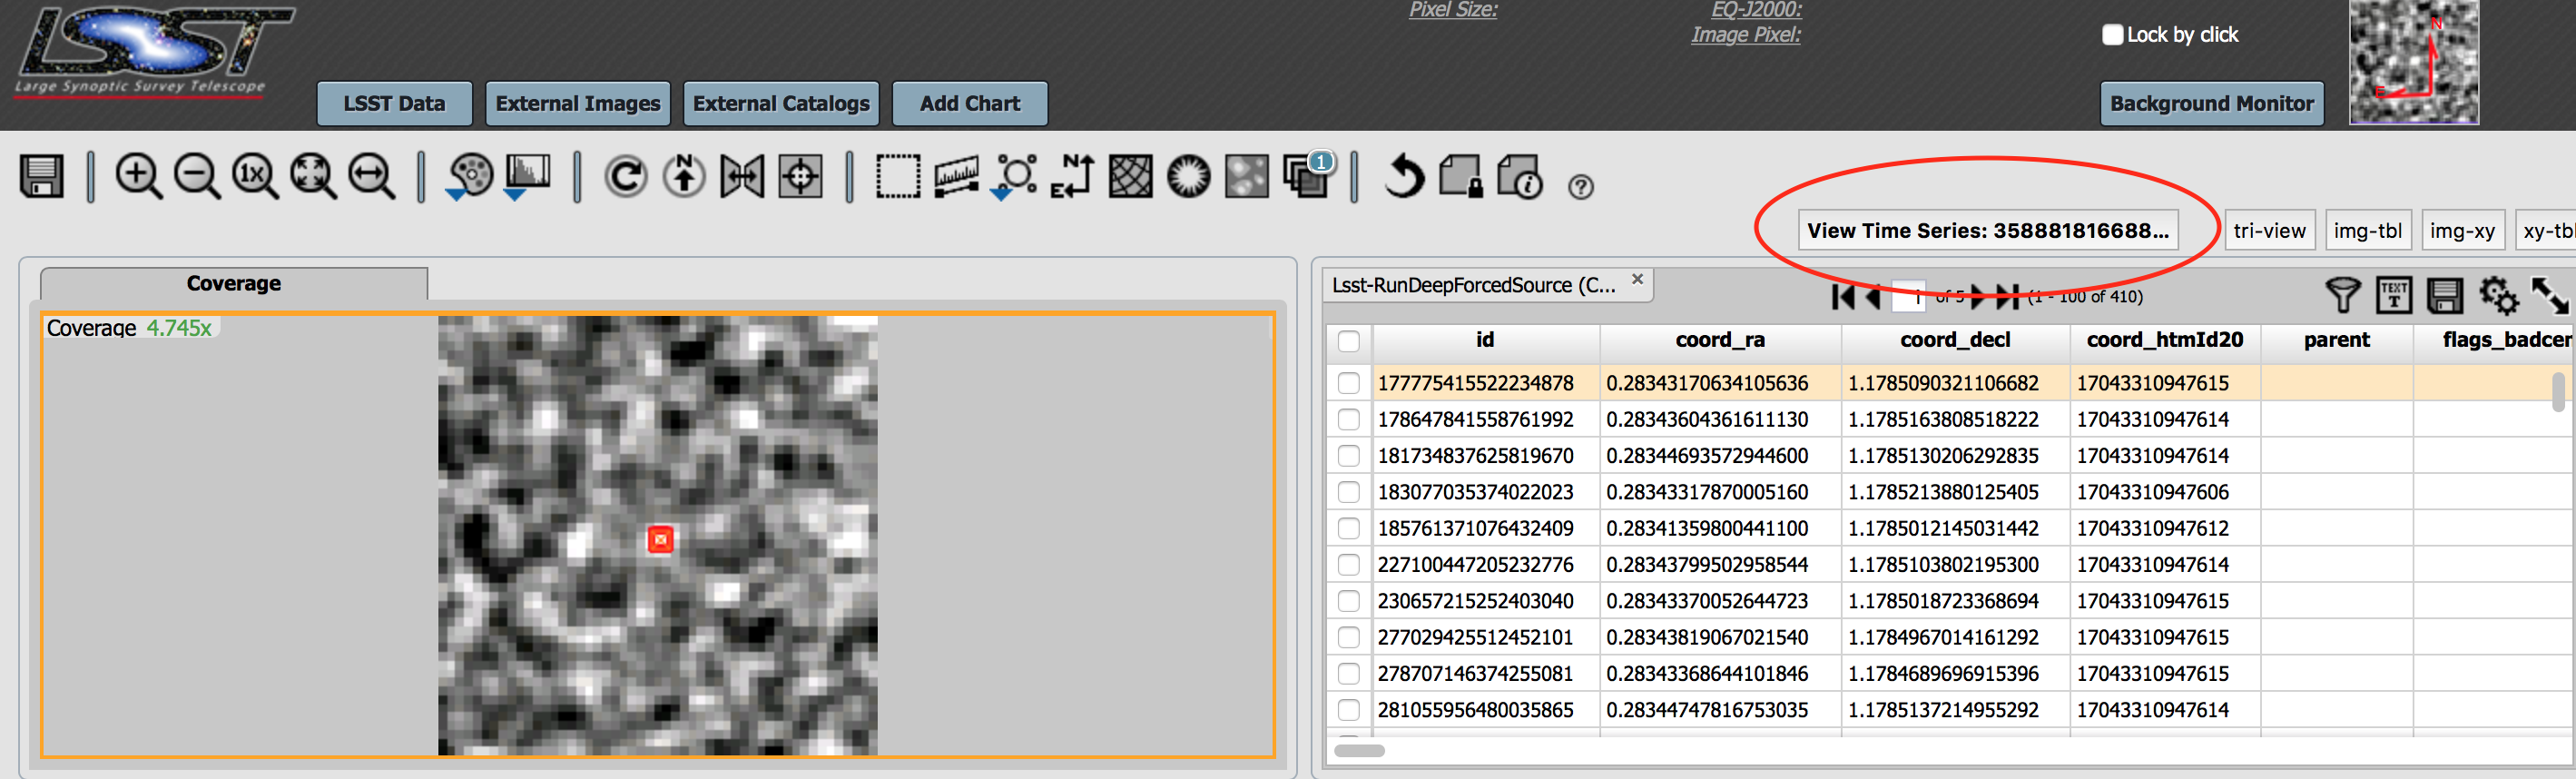 LSST
Large Synoptic Survey Telescope
Pixel Size:
EQ-J2000:
Image Pixel:
Lock by click
N
E
LSST Data
External Images
External Catalogs
Add Chart
Background Monitor
1x
N
N
E
1
i
?
View Time Series: 358881816688...
tri-view
img-tbl
img-xy
xy-tbl
Coverage
Coverage 4.745x
Lsst-RunDeepForcedSource (C...
1 of 5 (1 - 100 of 410)
TEXT
T
id coord_ra coord_decl coord_htmId20 parent flags_badcen
177775415522234878 0.28343170634105636 1.1785090321106682 17043310947615
178647841558761992 0.28343604361611130 1.1785163808518222 17043310947614
181734837625819670 0.28344693572944600 1.1785130206292835 17043310947614
183077035374022023 0.28343317870005160 1.1785213880125405 17043310947606
185761371076432409 0.28341359800441100 1.1785012145031442 17043310947612
227100447205232776 0.28343799502958544 1.1785103802195300 17043310947614
230657215252403040 0.28343370052644723 1.1785018723368694 17043310947615
277029425512452101 0.28343819067021540 1.1784967014161292 17043310947615
278707146374255081 0.28343368644101846 1.1784689696915396 17043310947615
281055956480035865 0.28344747816753035 1.1785137214955292 17043310947614